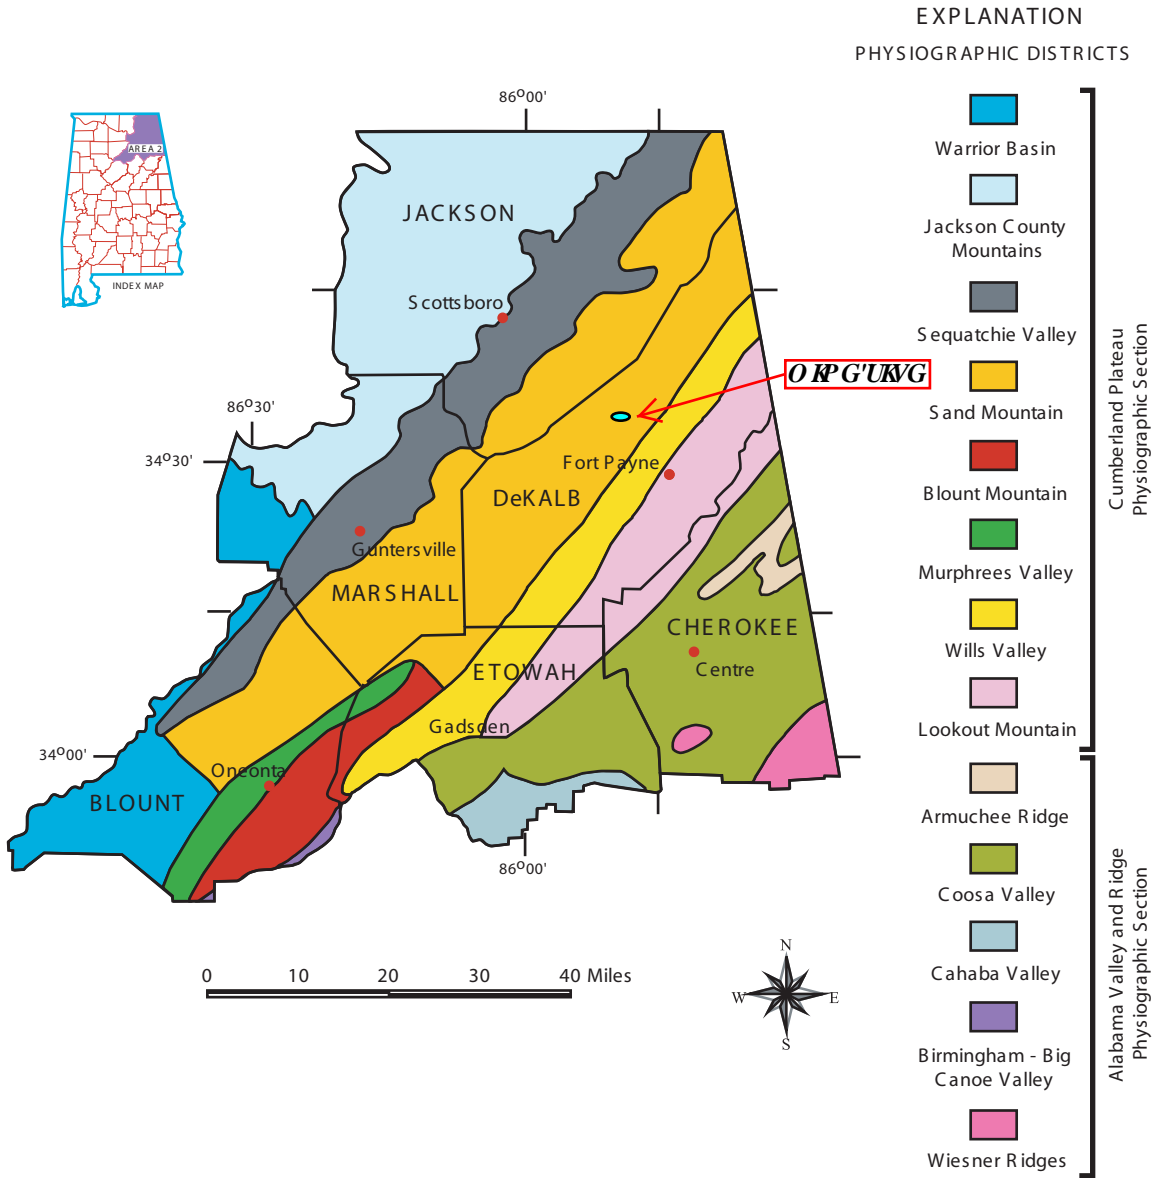 EXPLANATION
PHYSIOGRAPHIC DISTRICTS
86°00'
AREA 2
INDEX MAP
JACKSON
Scottsboro
86°30'
34°30'
O KP G'UKVG
Fort Payne
DeKALB
Guntersville
MARSHALL
CHEROKEE
Centre
ETOWAH
Gadsden
34°00'
Oneonta
BLOUNT
86°00'
0 10 20 30 40 Miles
N
W E
S
Warrior Basin
Jackson County
Mountains
Sequatchie Valley
Sand Mountain
Blount Mountain
Murphrees Valley
Wills Valley
Lookout Mountain
Cumberland Plateau
Physiographic Section
Armuchee Ridge
Coosa Valley
Cahaba Valley
Birmingham - Big
Canoe Valley
Wiesner Ridges
Alabama Valley and Ridge
Physiographic Section